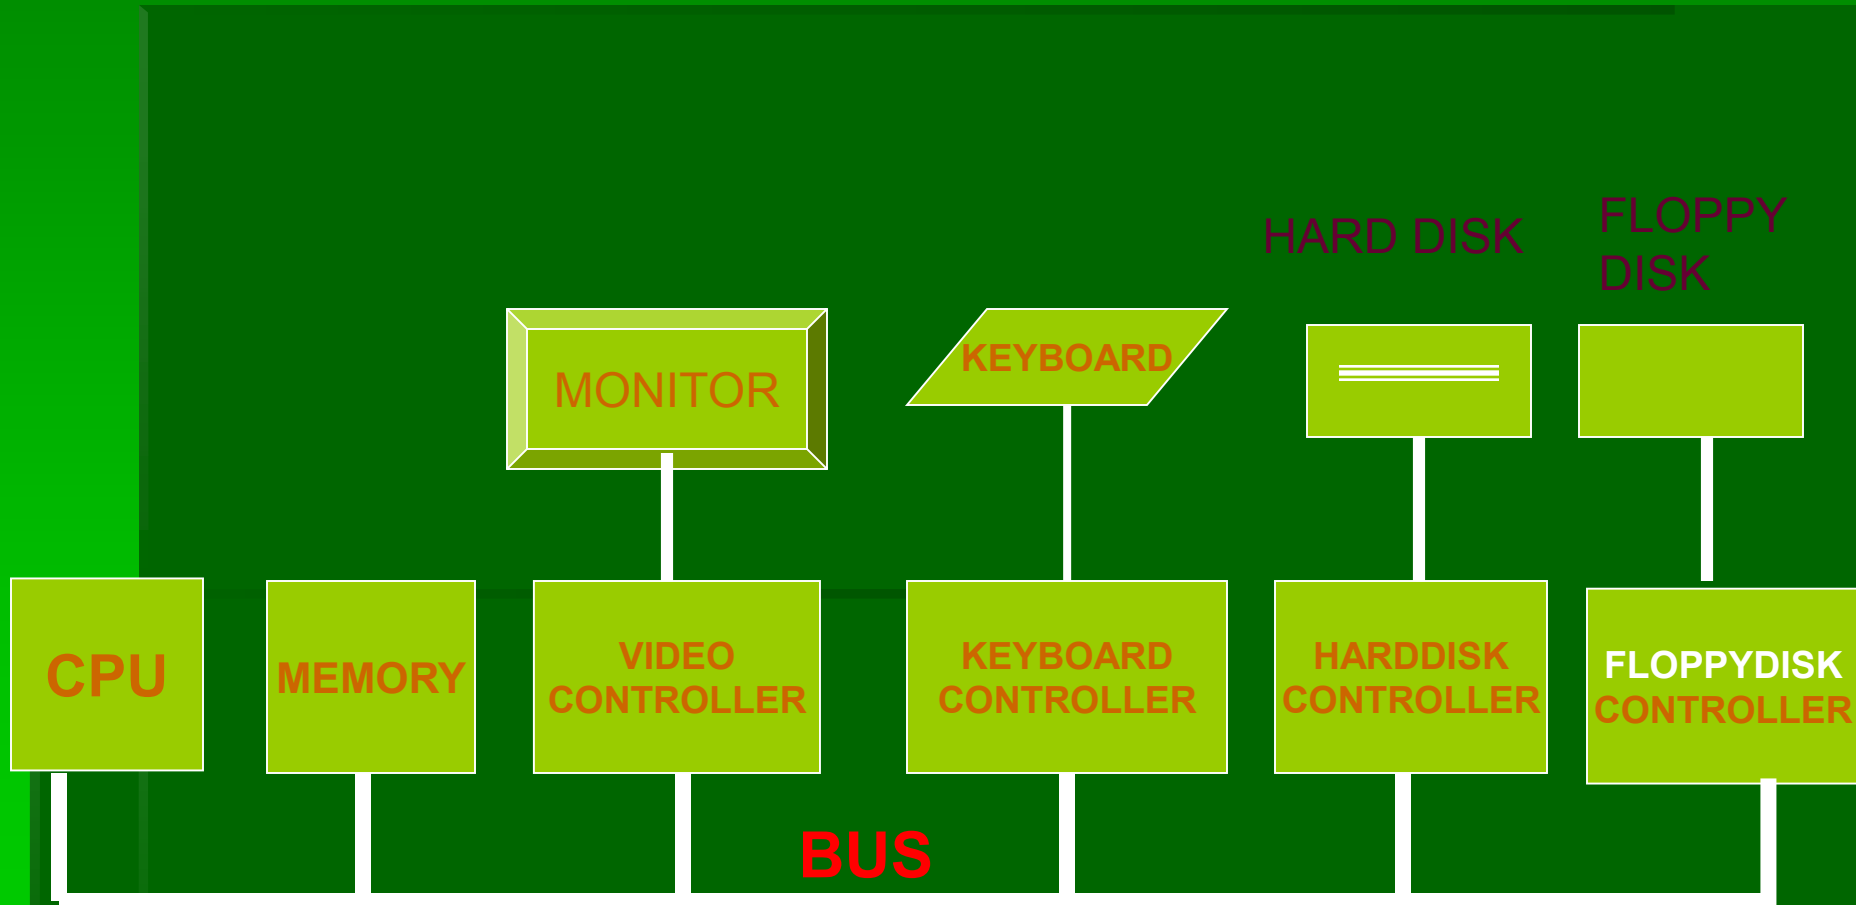 HARD DISK
FLOPPY
DISK
MONITOR
KEYBOARD
CPU
MEMORY
VIDEO
CONTROLLER
KEYBOARD
CONTROLLER
HARDDISK
CONTROLLER
FLOPPYDISK
CONTROLLER
BUS